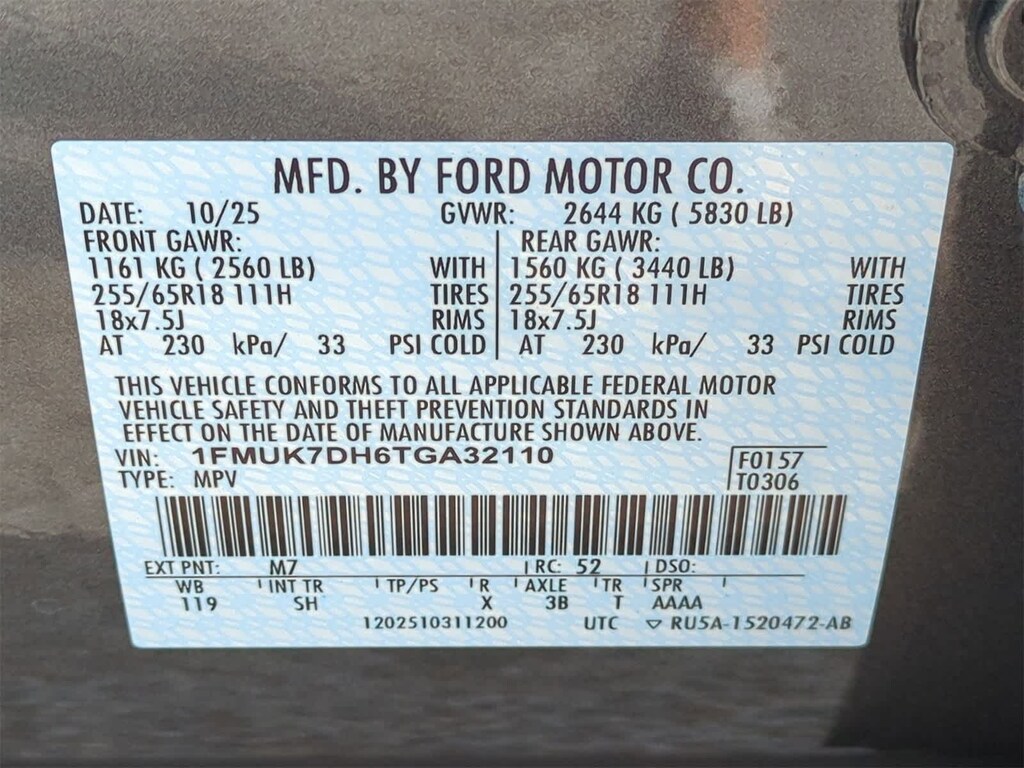 MFD. BY FORD MOTOR CO.
DATE: 10/25 GVWR: 2644 KG ( 5830 LB)
FRONT GAWR: REAR GAWR:
1161 KG ( 2560 LB) WITH 1560 KG ( 3440 LB) WITH
255/65R18 111H TIRES 255/65R18 111H TIRES
18x7.5J RIMS 18x7.5J RIMS
AT 230 kPa/ 33 PSI COLD AT 230 kPa/ 33 PSI COLD
THIS VEHICLE CONFORMS TO ALL APPLICABLE FEDERAL MOTOR
VEHICLE SAFETY AND THEFT PREVENTION STANDARDS IN
EFFECT ON THE DATE OF MANUFACTURE SHOWN ABOVE.
VIN: 1FMUK7DH6TGA32110 F0157
TYPE: MPV T0306
EXT PNT: M7 RC: 52 DSO:
WB INT TR TP/PS R AXLE TR SPR
119 SH X 3B T AAAA
1202510311200 UTC ▽ RU5A-1520472-AB